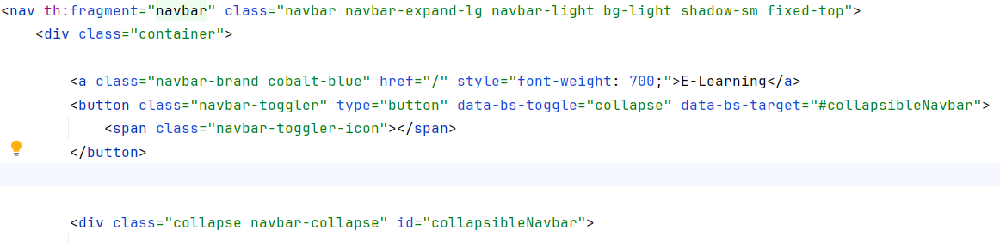 <nav th:fragment="navbar" class="navbar navbar-expand-lg navbar-light bg-light shadow-sm fixed-top">
<div class="container">
<a class="navbar-brand cobalt-blue" href="/" style="font-weight: 700;">E-Learning</a>
<button class="navbar-toggler" type="button" data-bs-toggle="collapse" data-bs-target="#collapsibleNavbar">
<span class="navbar-toggler-icon"></span>
</button>
<div class="collapse navbar-collapse" id="collapsibleNavbar">